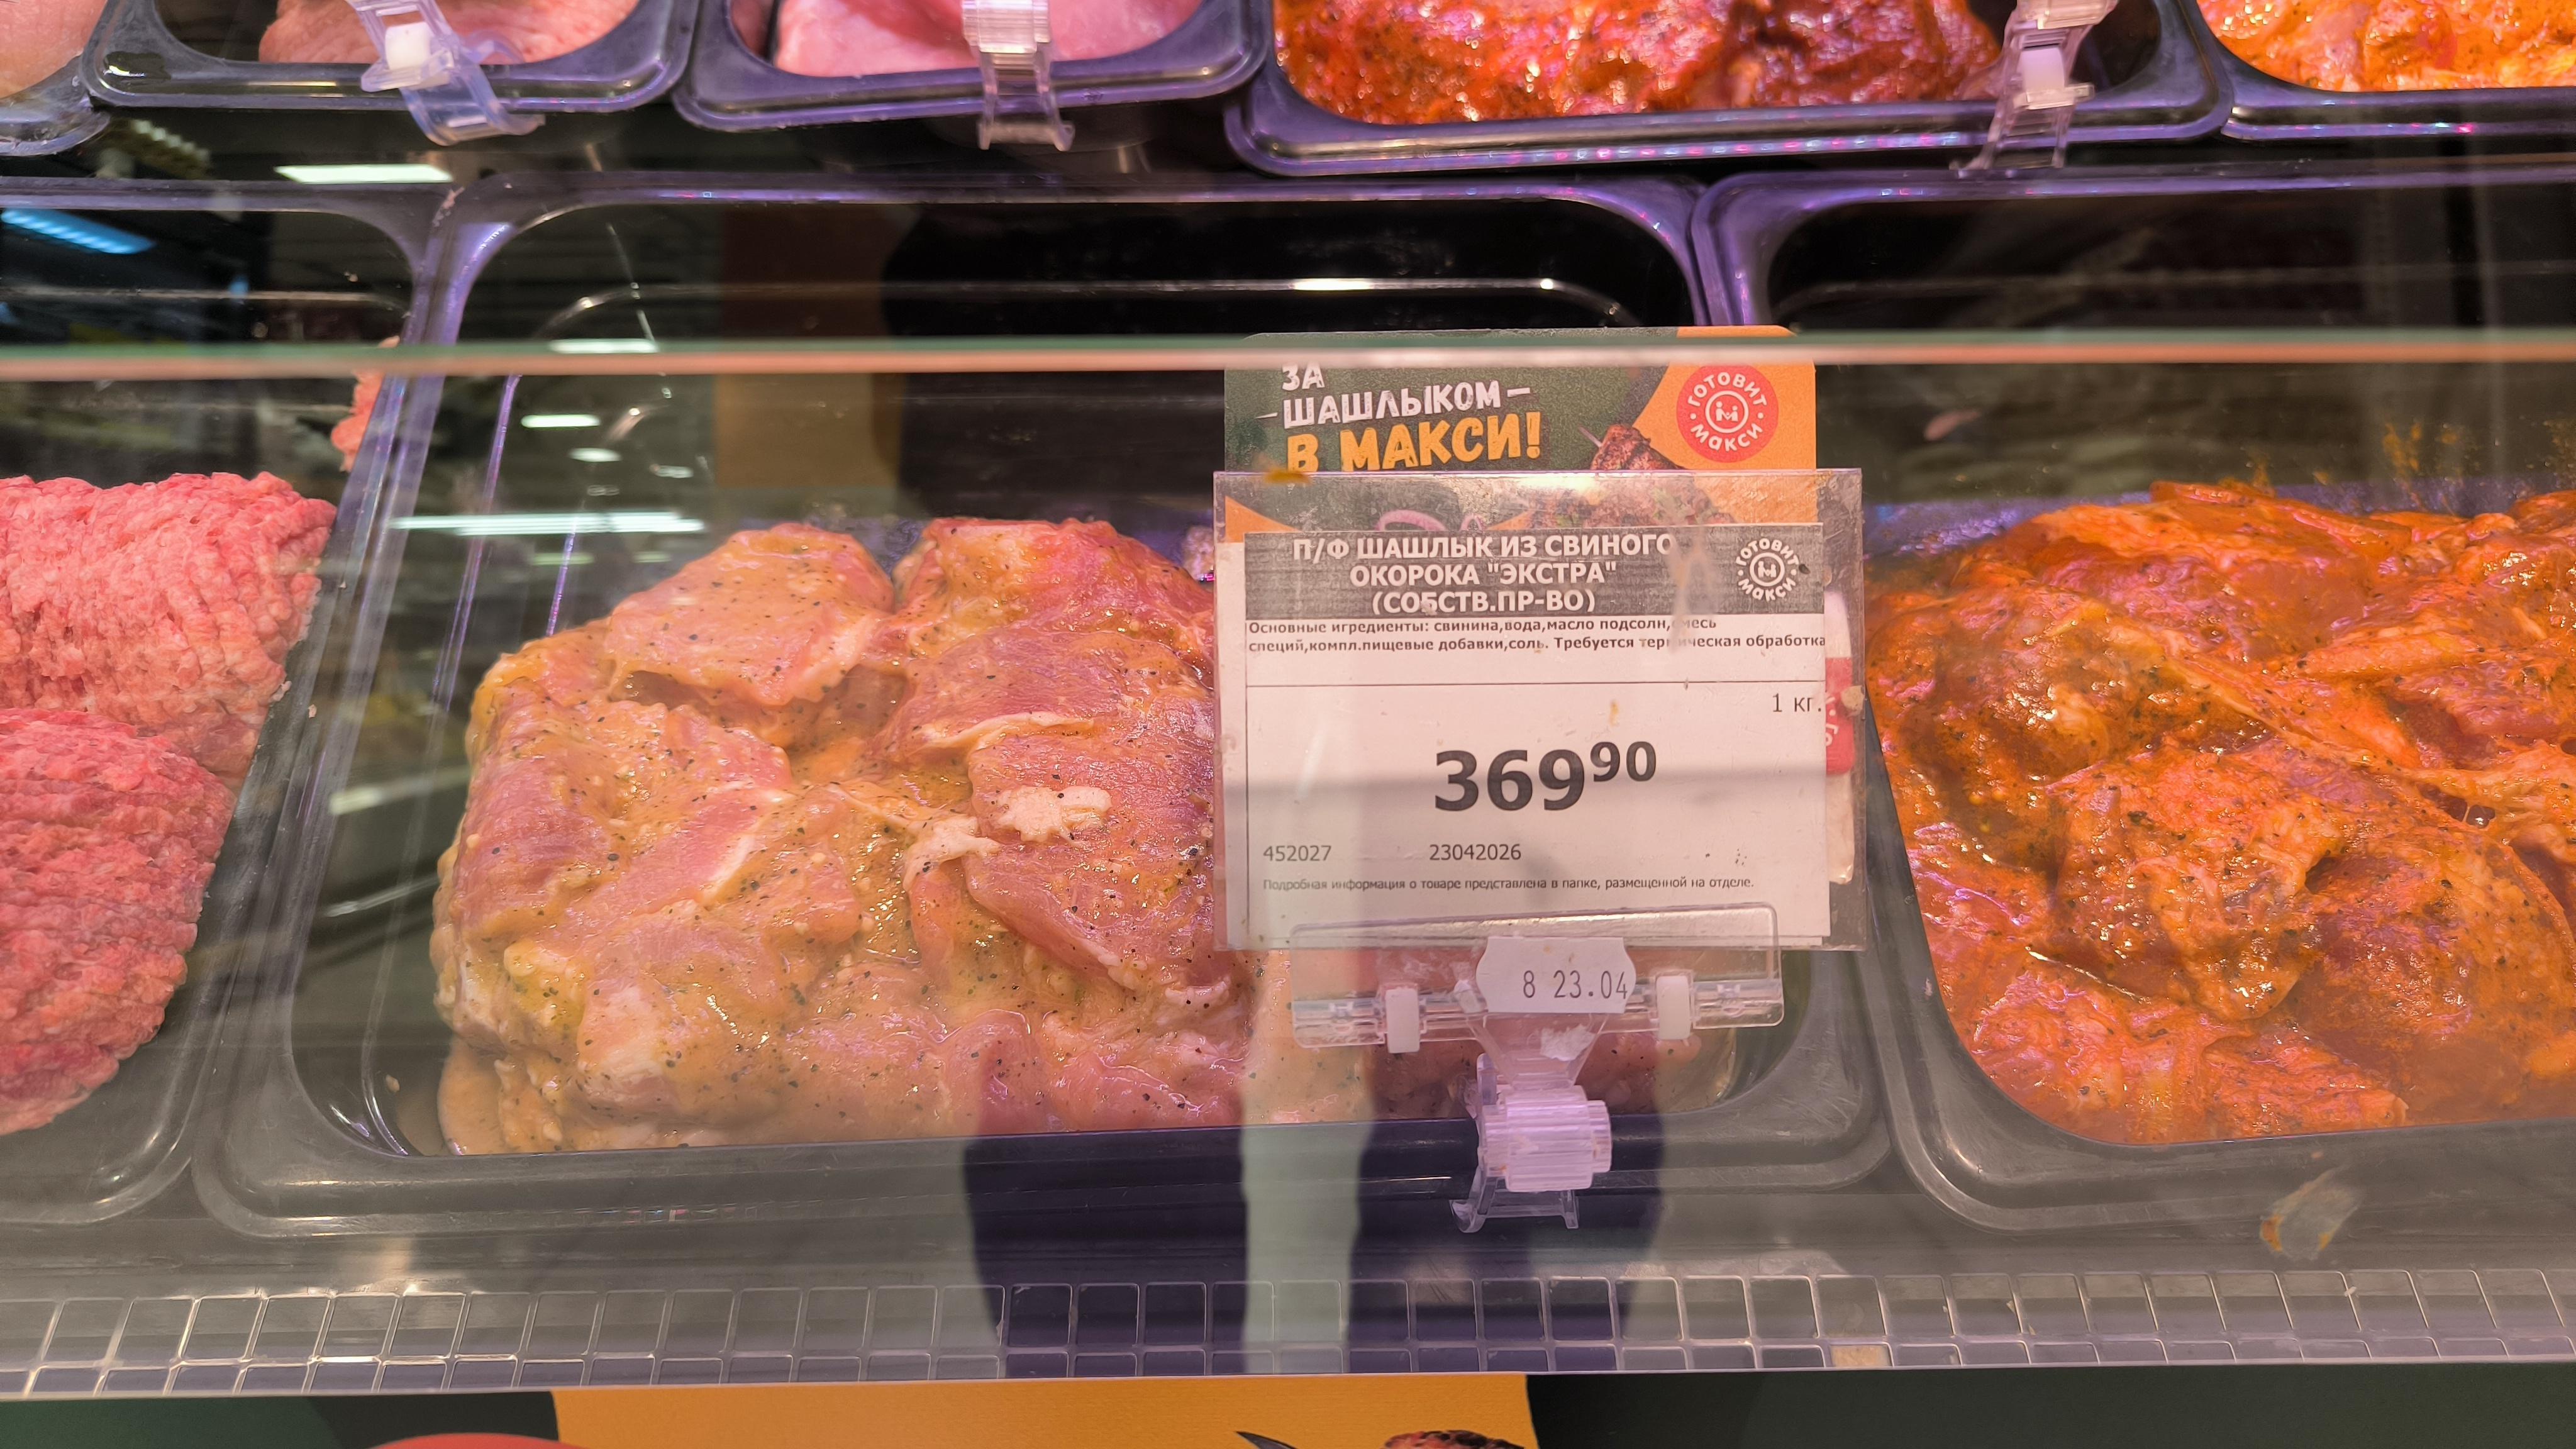 ЗА
–ШАШЛЫКОМ–
В МАКСИ!
ГОТОВИТ
МАКСИ
П/Ф ШАШЛЫК ИЗ СВИНОГО
ОКОРОКА "ЭКСТРА"
(СОБСТВ.ПР-ВО)
ГОТОВИТ
МАКСИ
Основные игредиенты: свинина,вода,масло подсолн,
специй,компл.пищевые добавки,соль. Требуется термическая обработка
1 кг.
369 90
452027 23042026
Подробная информация о товаре представлена в папке, размещенной на отделе.
8 23.04